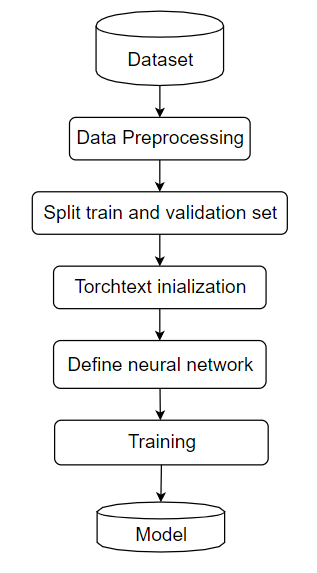 Dataset
Data Preprocessing
Split train and validation set
Torchtext inialization
Define neural network
Training
Model